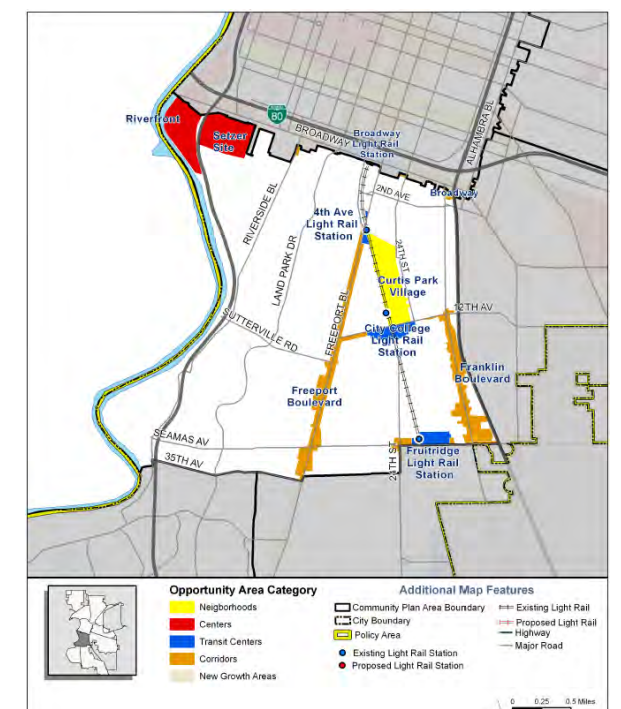 Riverfront
Setzer
Site
80
BROADWAY
Broadway
Light Rail
Station
ALHAMBRA BL
2ND AVE
Broadway
RIVERSIDE BL
4th Ave
Light Rail
Station
LAND PARK DR
24TH ST
Curtis Park
Village
FREEPORT BL
12TH AV
SUTTERVILLE RD
City College
Light Rail
Station
Franklin
Boulevard
Freeport
Boulevard
SEAMAS AV
35TH AV
24TH ST
Fruitridge
Light Rail
Station
Opportunity Area Category
Neigborhoods
Centers
Transit Centers
Corridors
New Growth Areas
Additional Map Features
Community Plan Area Boundary
City Boundary
Policy Area
Existing Light Rail Station
Proposed Light Rail Station
Existing Light Rail
Proposed Light Rail
Highway
Major Road
0 0.25 0.5 Miles